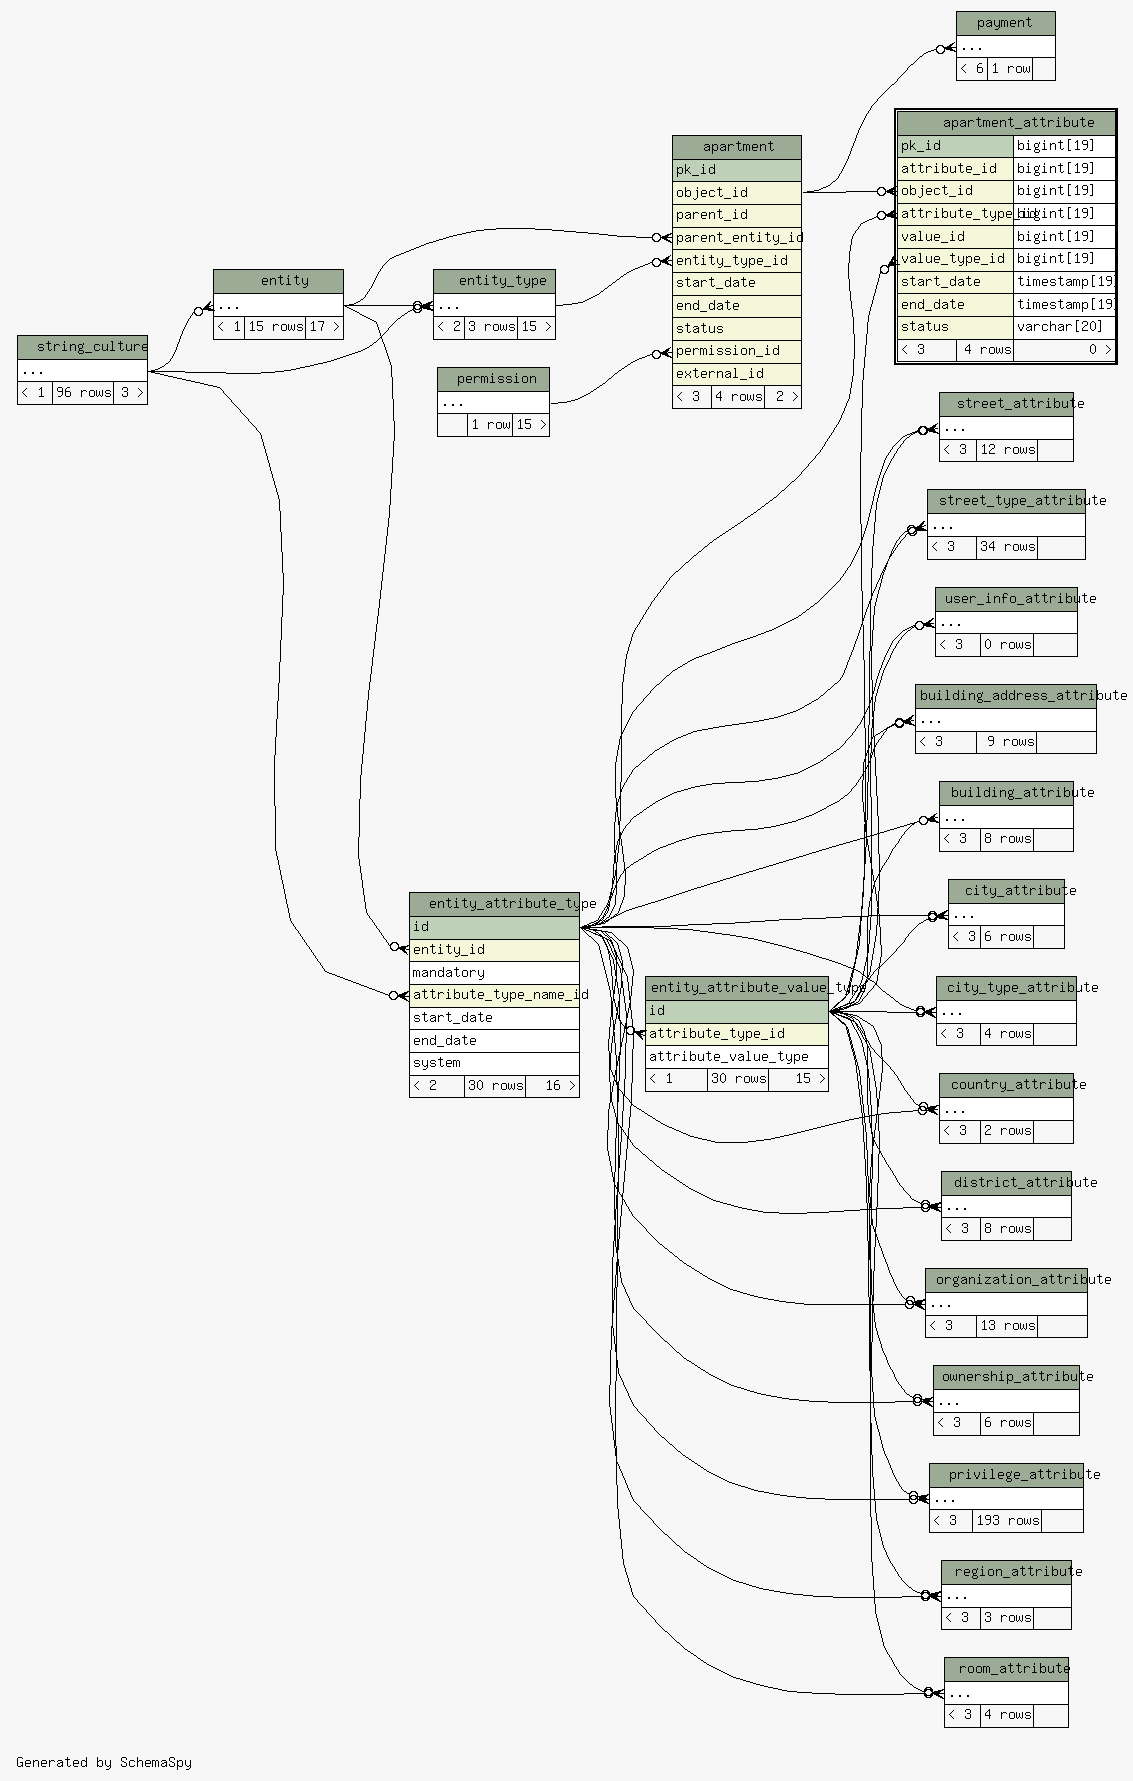 payment
...
< 6 1 row
apartment_attribute
pk_id bigint[19]
attribute_id bigint[19]
object_id bigint[19]
attribute_type_id bigint[19]
value_id bigint[19]
value_type_id bigint[19]
start_date timestamp[19]
end_date timestamp[19]
status varchar[20]
< 3 4 rows 0 >
apartment
pk_id
object_id
parent_id
parent_entity_id
entity_type_id
start_date
end_date
status
permission_id
external_id
< 3 4 rows 2 >
entity
...
< 1 15 rows 17 >
entity_type
...
< 2 3 rows 15 >
string_culture
...
< 1 96 rows 3 >
permission
...
1 row 15 >
street_attribute
...
< 3 12 rows
street_type_attribute
...
< 3 34 rows
user_info_attribute
...
< 3 0 rows
building_address_attribute
...
< 3 9 rows
building_attribute
...
< 3 8 rows
city_attribute
...
< 3 6 rows
entity_attribute_type
id
entity_id
mandatory
attribute_type_name_id
start_date
end_date
system
< 2 30 rows 16 >
entity_attribute_value_type
id
attribute_type_id
attribute_value_type
< 1 30 rows 15 >
city_type_attribute
...
< 3 4 rows
country_attribute
...
< 3 2 rows
district_attribute
...
< 3 8 rows
organization_attribute
...
< 3 13 rows
ownership_attribute
...
< 3 6 rows
privilege_attribute
...
< 3 193 rows
region_attribute
...
< 3 3 rows
room_attribute
...
< 3 4 rows
Generated by SchemaSpy